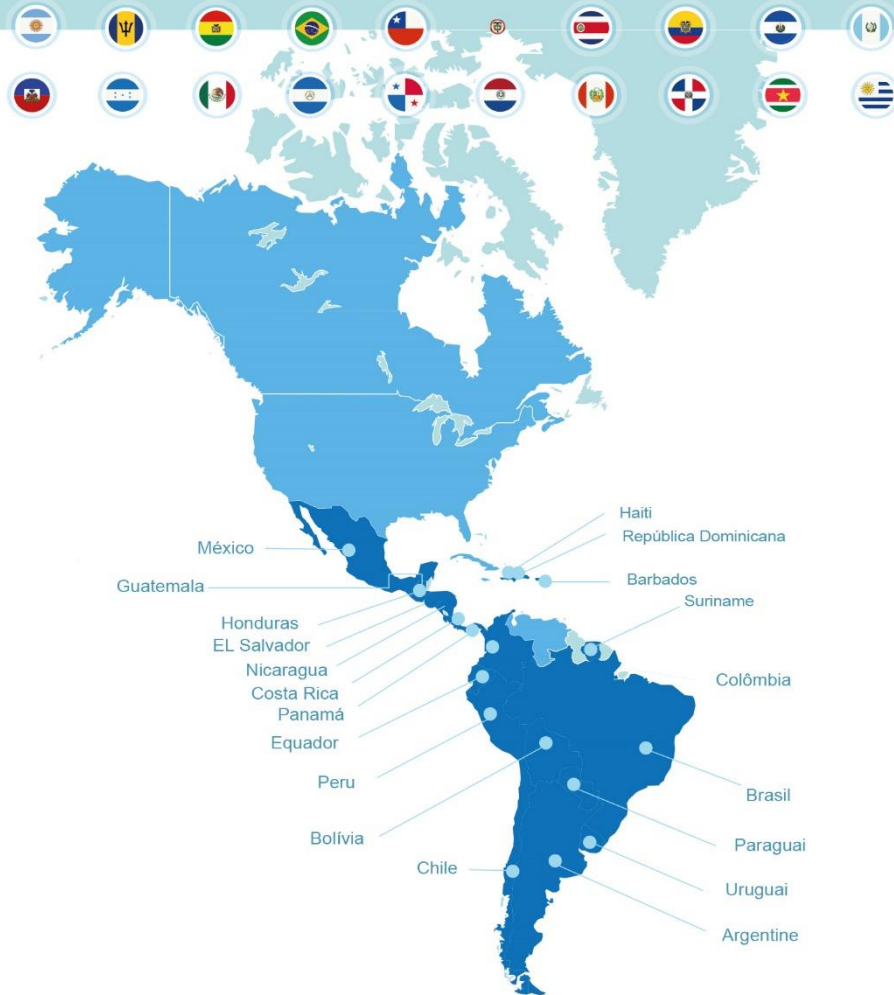 Haiti
República Dominicana
México
Barbados
Guatemala
Suriname
Honduras
EL Salvador
Nicaragua
Colômbia
Costa Rica
Panamá
Equador
Peru
Brasil
Bolívia
Paraguai
Chile
Uruguai
Argentine